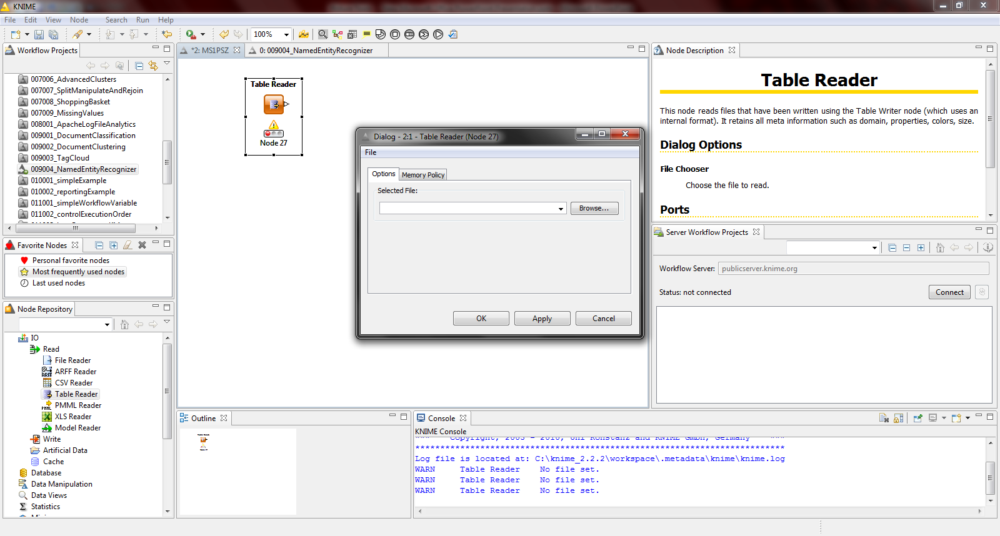 KNIME
File Edit View Node Search Run Help
100%
Workflow Projects
007006_AdvancedClusters
007007_SplitManipulateAndRejoin
007008_ShoppingBasket
007009_MissingValues
008001_ApacheLogFileAnalytics
009001_DocumentClassification
009002_DocumentClustering
009003_TagCloud
009004_NamedEntityRecognizer
010001_simpleExample
010002_reportingExample
011001_simpleWorkflowVariable
011002_controlExecutionOrder
Favorite Nodes
Personal favorite nodes
Most frequently used nodes
Last used nodes
Node Repository
IO
Read
File Reader
ARFF Reader
CSV Reader
Table Reader
PMML Reader
XLS Reader
Model Reader
Write
Artificial Data
Cache
Database
Data Manipulation
Data Views
Statistics
*2: MS1PSZ
0: 009004_NamedEntityRecognizer
Table Reader
Node 27
Dialog - 2:1 - Table Reader (Node 27)
File
Options Memory Policy
Selected File:
Browse...
OK Apply Cancel
Node Description
Table Reader
This node reads files that have been written using the Table Writer node (which uses an
internal format). It retains all meta information such as domain, properties, colors, size.
Dialog Options
File Chooser
Choose the file to read.
Ports
Server Workflow Projects
Workflow Server: publicserver.knime.org
Status: not connected
Connect
Outline
Console
KNIME Console
*** Copyright, 2003 - 2010, Uni Konstanz and KNIME GmbH, Germany ***
**************************************************************************
Log file is located at: C:\knime_2.2.2\workspace\.metadata\knime\knime.log
WARN Table Reader No file set.
WARN Table Reader No file set.
WARN Table Reader No file set.